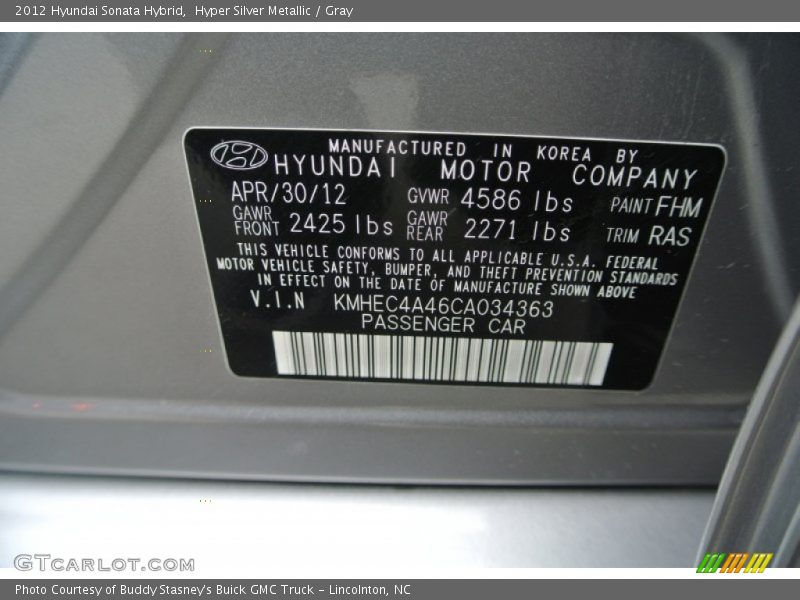 2012 Hyundai Sonata Hybrid, Hyper Silver Metallic / Gray
MANUFACTURED IN KOREA BY
HYUNDAI MOTOR COMPANY
APR/30/12 GVWR 4586 lbs PAINT FHM
GAWR FRONT 2425 lbs GAWR REAR 2271 lbs TRIM RAS
THIS VEHICLE CONFORMS TO ALL APPLICABLE U.S.A. FEDERAL
MOTOR VEHICLE SAFETY, BUMPER, AND THEFT PREVENTION STANDARDS
IN EFFECT ON THE DATE OF MANUFACTURE SHOWN ABOVE
V.I.N KMHEC4A46CA034363
PASSENGER CAR
GTCARLOT.COM
Photo Courtesy of Buddy Stasney's Buick GMC Truck – Lincolnton, NC